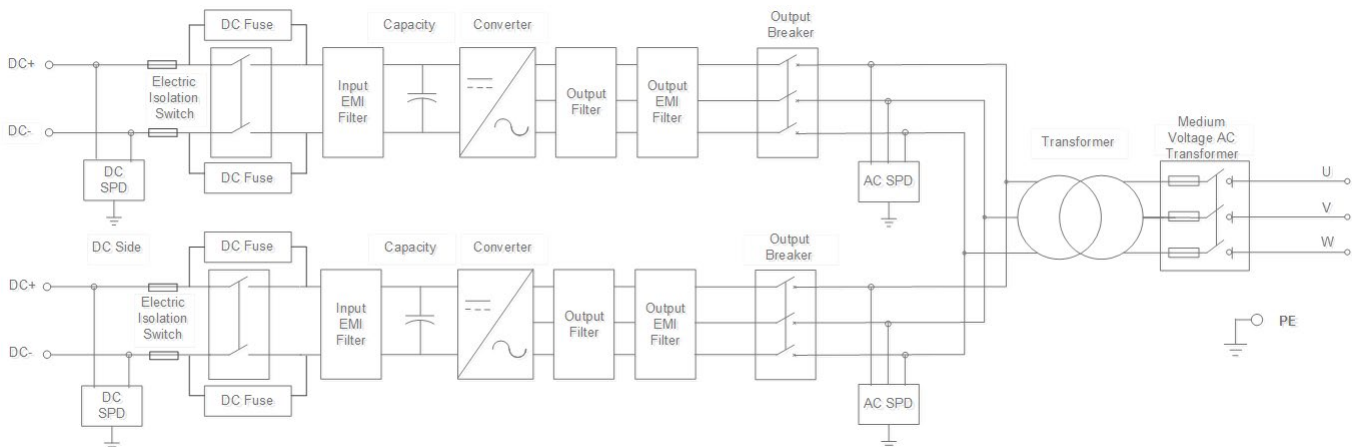 DC Fuse
Capacity
Converter
Output
Breaker
DC+
Electric
Isolation
Switch
Input
EMI
Filter
Output
Filter
Output
EMI
Filter
DC-
DC
SPD
DC Fuse
AC SPD
Transformer
Medium
Voltage AC
Transformer
U
V
W
DC Side
DC Fuse
Capacity
Converter
Output
Breaker
DC+
Electric
Isolation
Switch
Input
EMI
Filter
Output
Filter
Output
EMI
Filter
DC-
DC
SPD
DC Fuse
AC SPD
PE